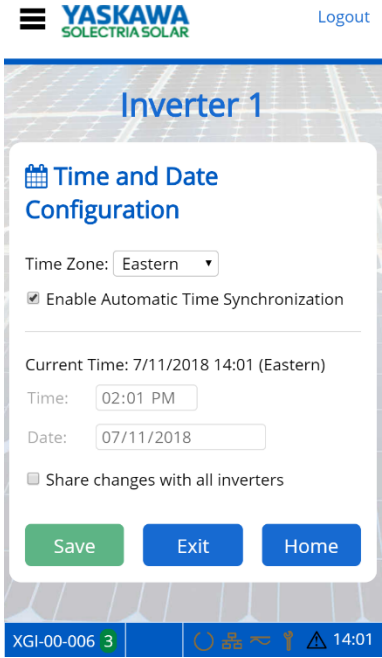 YASKAWA
SOLECTRIA SOLAR
Logout
Inverter 1
Time and Date
Configuration
Time Zone: Eastern
Enable Automatic Time Synchronization
Current Time: 7/11/2018 14:01 (Eastern)
Time: 02:01 PM
Date: 07/11/2018
Share changes with all inverters
Save Exit Home
XGI-00-006 3 14:01